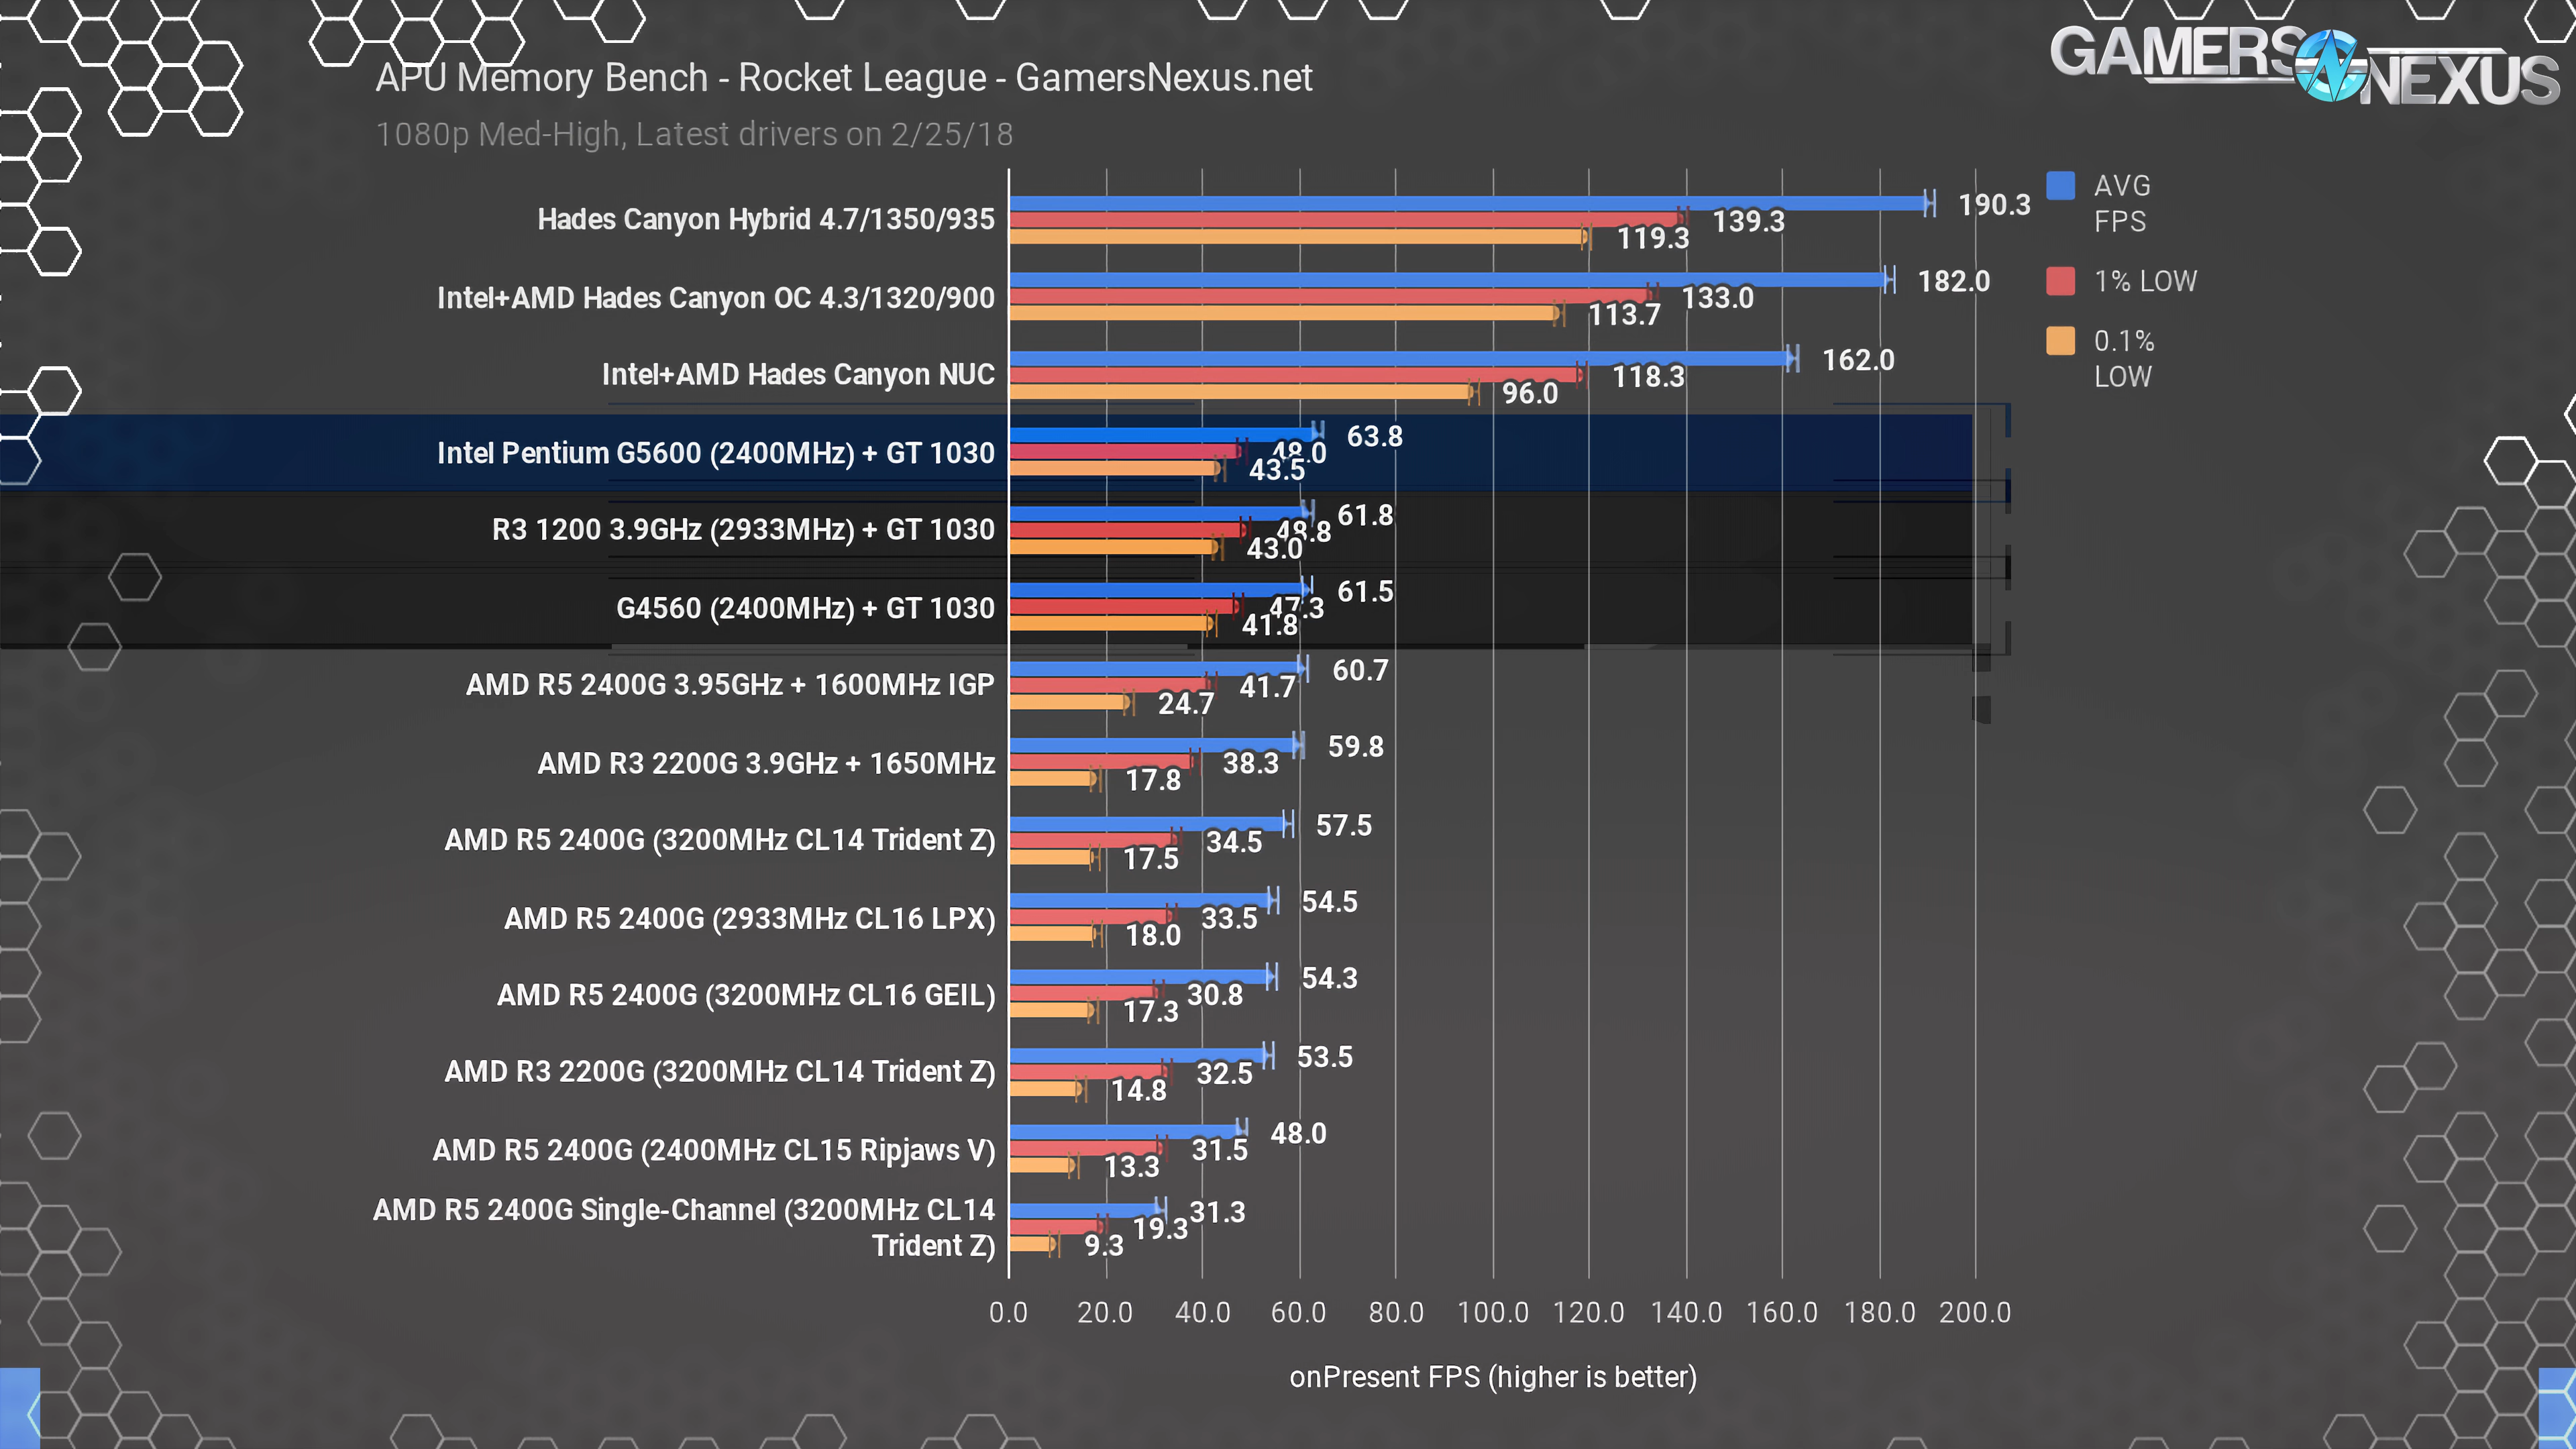 GAMERS NEXUS
APU Memory Bench - Rocket League - GamersNexus.net
1080p Med-High, Latest drivers on 2/25/18
AVG
FPS
1% LOW
0.1%
LOW
Hades Canyon Hybrid 4.7/1350/935
190.3
139.3
119.3
Intel+AMD Hades Canyon OC 4.3/1320/900
182.0
133.0
113.7
Intel+AMD Hades Canyon NUC
162.0
118.3
96.0
Intel Pentium G5600 (2400MHz) + GT 1030
63.8
48.0
43.5
R3 1200 3.9GHz (2933MHz) + GT 1030
61.8
48.8
43.0
G4560 (2400MHz) + GT 1030
61.5
47.3
41.8
AMD R5 2400G 3.95GHz + 1600MHz IGP
60.7
41.7
24.7
AMD R3 2200G 3.9GHz + 1650MHz
59.8
38.3
17.8
AMD R5 2400G (3200MHz CL14 Trident Z)
57.5
34.5
17.5
AMD R5 2400G (2933MHz CL16 LPX)
54.5
33.5
18.0
AMD R5 2400G (3200MHz CL16 GEIL)
54.3
30.8
17.3
AMD R3 2200G (3200MHz CL14 Trident Z)
53.5
32.5
14.8
AMD R5 2400G (2400MHz CL15 Ripjaws V)
48.0
31.5
13.3
AMD R5 2400G Single-Channel (3200MHz CL14
Trident Z)
31.3
19.3
9.3
0.0 20.0 40.0 60.0 80.0 100.0 120.0 140.0 160.0 180.0 200.0
onPresent FPS (higher is better)